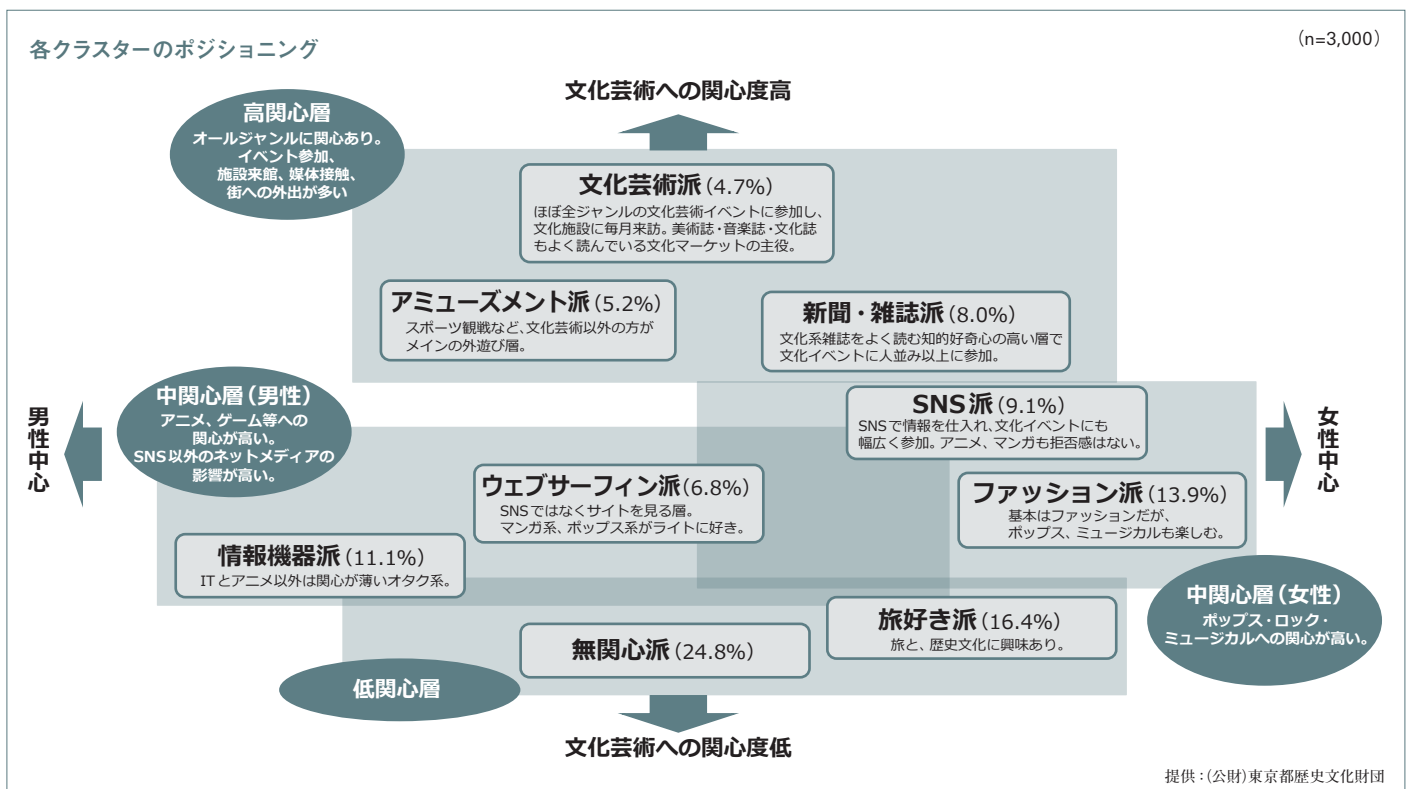 各クラスターのポジショニング
(n=3,000)
文化芸術への関心度高
高関心層
オールジャンルに関心あり。
イベント参加、
施設来館、媒体接触、
街への外出が多い
文化芸術派(4.7%)
ほぼ全ジャンルの文化芸術イベントに参加し、
文化施設に毎月来訪。美術誌・音楽誌・文化誌
もよく読んでいる文化マーケットの主役。
アミューズメント派(5.2%)
スポーツ観戦など、文化芸術以外の方が
メインの外遊び層。
新聞・雑誌派(8.0%)
文化系雑誌をよく読む知的好奇心の高い層で
文化イベントに人並み以上に参加。
男性中心
中関心層(男性)
アニメ、ゲーム等への
関心が高い。
SNS以外のネットメディアの
影響が高い。
SNS派(9.1%)
SNSで情報を仕入れ、文化イベントにも
幅広く参加。アニメ、マンガも拒否感はない。
女性中心
ウェブサーフィン派(6.8%)
SNSではなくサイトを見る層。
マンガ系、ポップス系がライトに好き。
ファッション派(13.9%)
基本はファッションだが、
ポップス、ミュージカルも楽しむ。
情報機器派(11.1%)
ITとアニメ以外は関心が薄いオタク系。
中関心層(女性)
ポップス・ロック・
ミュージカルへの関心が高い。
旅好き派(16.4%)
旅と、歴史文化に興味あり。
無関心派(24.8%)
低関心層
文化芸術への関心度低
提供:(公財)東京都歴史文化財団